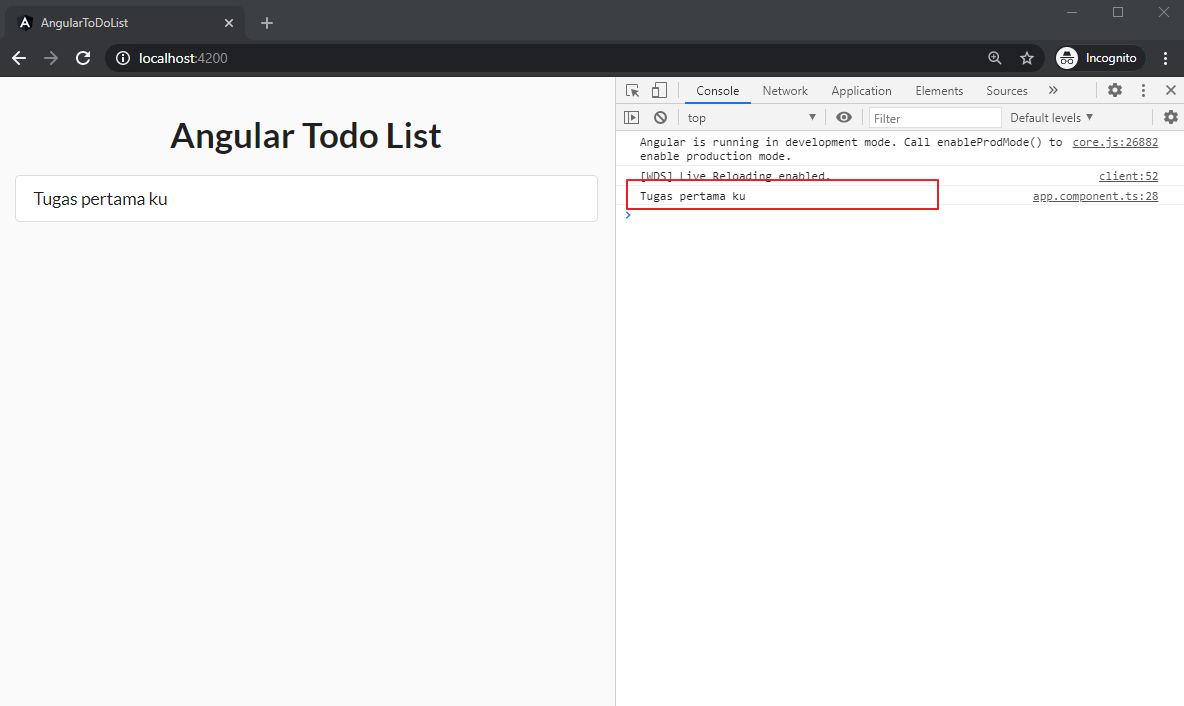 AngularToDoList
localhost:4200
Incognito
Angular Todo List
Tugas pertama ku
Console Network Application Elements Sources
top Filter Default levels
Angular is running in development mode. Call enableProdMode() to core.js:26882
enable production mode.
[WDS] Live Reloading enabled. client:52
Tugas pertama ku app.component.ts:28